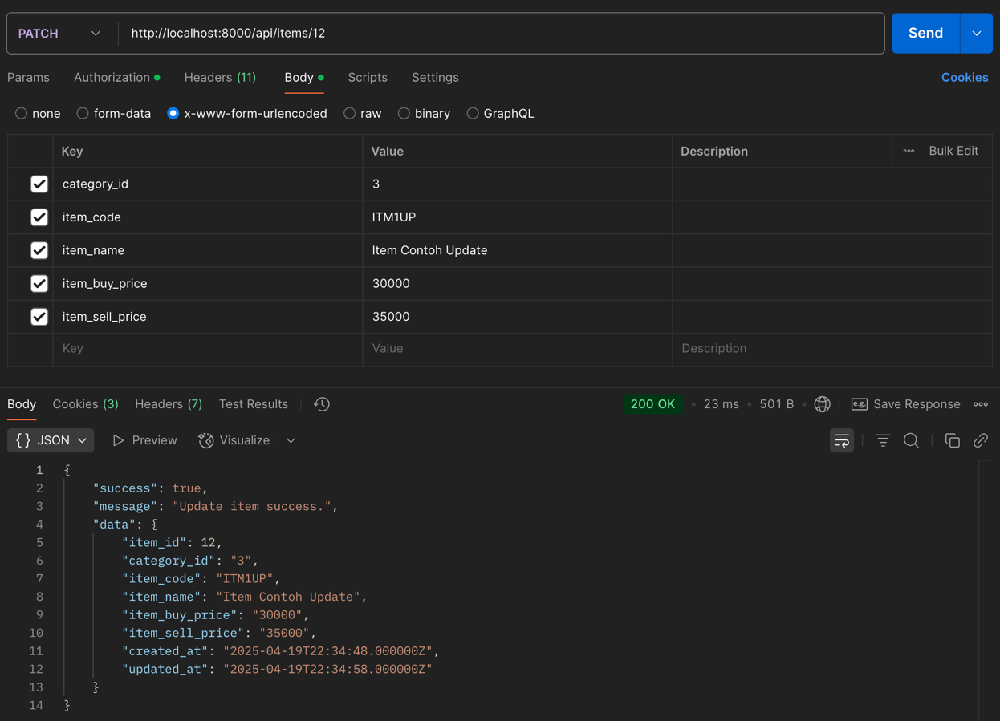 PATCH http://localhost:8000/api/items/12 Send
Params Authorization Headers (11) Body Scripts Settings Cookies
none form-data x-www-form-urlencoded raw binary GraphQL
Key Value Description Bulk Edit
category_id 3
item_code ITM1UP
item_name Item Contoh Update
item_buy_price 30000
item_sell_price 35000
Key Value Description
Body Cookies (3) Headers (7) Test Results 200 OK 23 ms 501 B e.g. Save Response
{} JSON Preview Visualize
1 {
2 "success": true,
3 "message": "Update item success.",
4 "data": {
5 "item_id": 12,
6 "category_id": "3",
7 "item_code": "ITM1UP",
8 "item_name": "Item Contoh Update",
9 "item_buy_price": "30000",
10 "item_sell_price": "35000",
11 "created_at": "2025-04-19T22:34:48.000000Z",
12 "updated_at": "2025-04-19T22:34:58.000000Z"
13 }
14 }